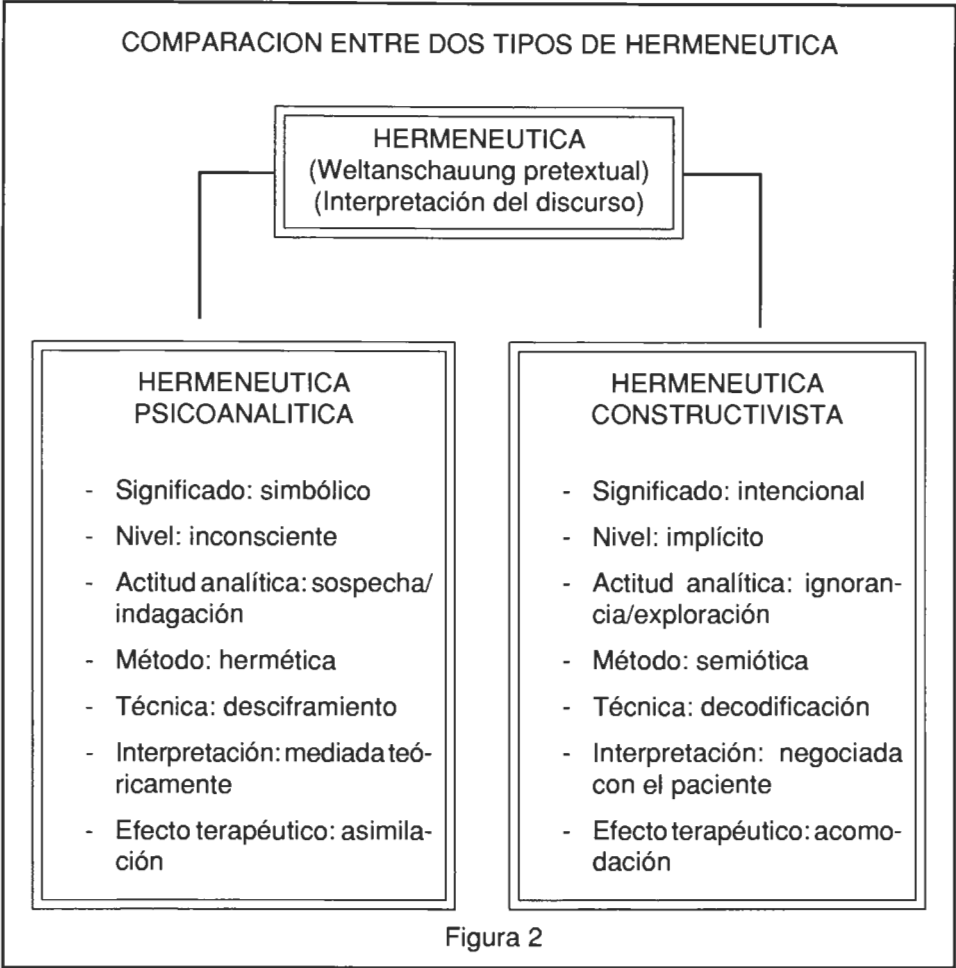 COMPARACION ENTRE DOS TIPOS DE HERMENEUTICA
HERMENEUTICA
(Weltanschauung pretextual)
(Interpretación del discurso)
HERMENEUTICA
PSICOANALITICA
- Significado: simbólico
- Nivel: inconsciente
- Actitud analítica: sospecha/
indagación
- Método: hermética
- Técnica: desciframiento
- Interpretación: mediada teó-
ricamente
- Efecto terapéutico: asimila-
ción
HERMENEUTICA
CONSTRUCTIVISTA
- Significado: intencional
- Nivel: implícito
- Actitud analítica: ignoran-
cia/exploración
- Método: semiótica
- Técnica: decodificación
- Interpretación: negociada
con el paciente
- Efecto terapéutico: acomo-
dación
Figura 2